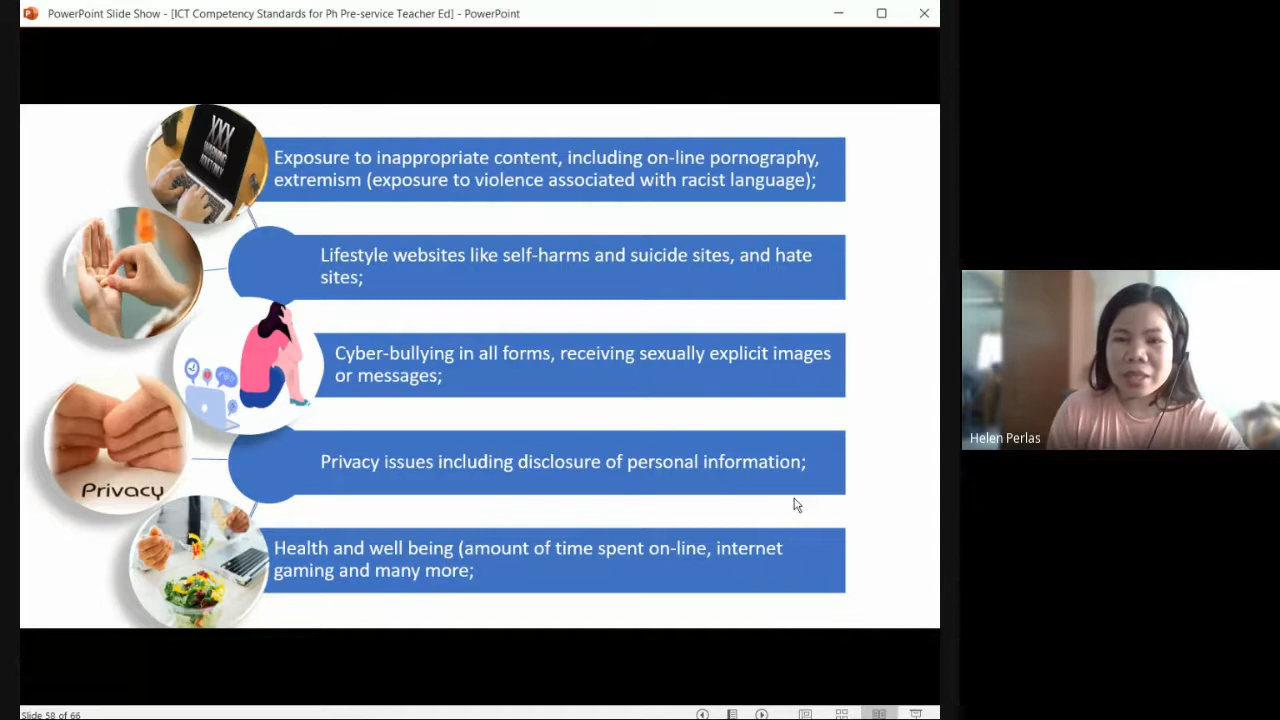 PowerPoint Slide Show - [ICT Competency Standards for Ph Pre-service Teacher Ed] - PowerPoint
XXX
Exposure to inappropriate content, including on-line pornography,
extremism (exposure to violence associated with racist language);
Lifestyle websites like self-harms and suicide sites, and hate
sites;
Cyber-bullying in all forms, receiving sexually explicit images
or messages;
Privacy issues including disclosure of personal information;
Privacy
Health and well being (amount of time spent on-line, internet
gaming and many more;
Helen Perlas
Slide 58 of 66